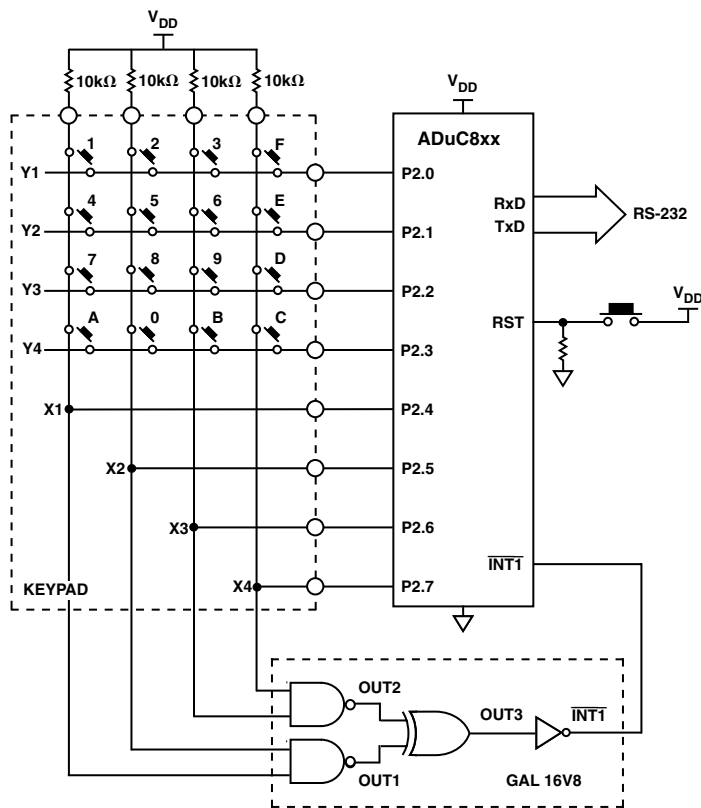 VDD
10kΩ 10kΩ 10kΩ 10kΩ
VDD
ADuC8xx
1 2 3 F
Y1
P2.0
4 5 6 E
RxD
Y2
P2.1
TxD
RS-232
7 8 9 D
Y3
P2.2
VDD
A 0 B C
RST
Y4
P2.3
X1
P2.4
X2
P2.5
X3
P2.6
INT1
KEYPAD
X4
P2.7
OUT2
OUT3
INT1
OUT1
GAL 16V8